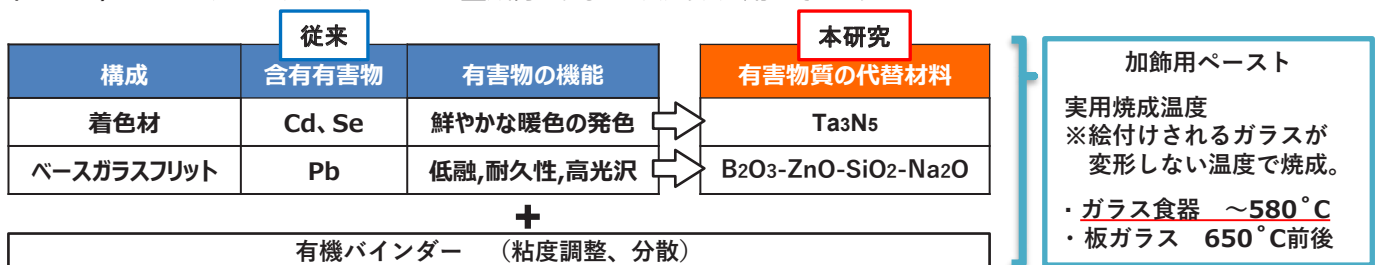 従来
本研究
構成 含有有害物 有害物の機能 有害物質の代替材料
着色材 Cd、Se 鮮やかな暖色の発色 Ta3N5
ベースガラスフリット Pb 低融,耐久性,高光沢 B2O3-ZnO-SiO2-Na2O
+
有機バインダー （粘度調整、分散）
加飾用ペースト
実用焼成温度
※絵付けされるガラスが
変形しない温度で焼成。
・ガラス食器 ～580˚C
・板ガラス 650˚C前後